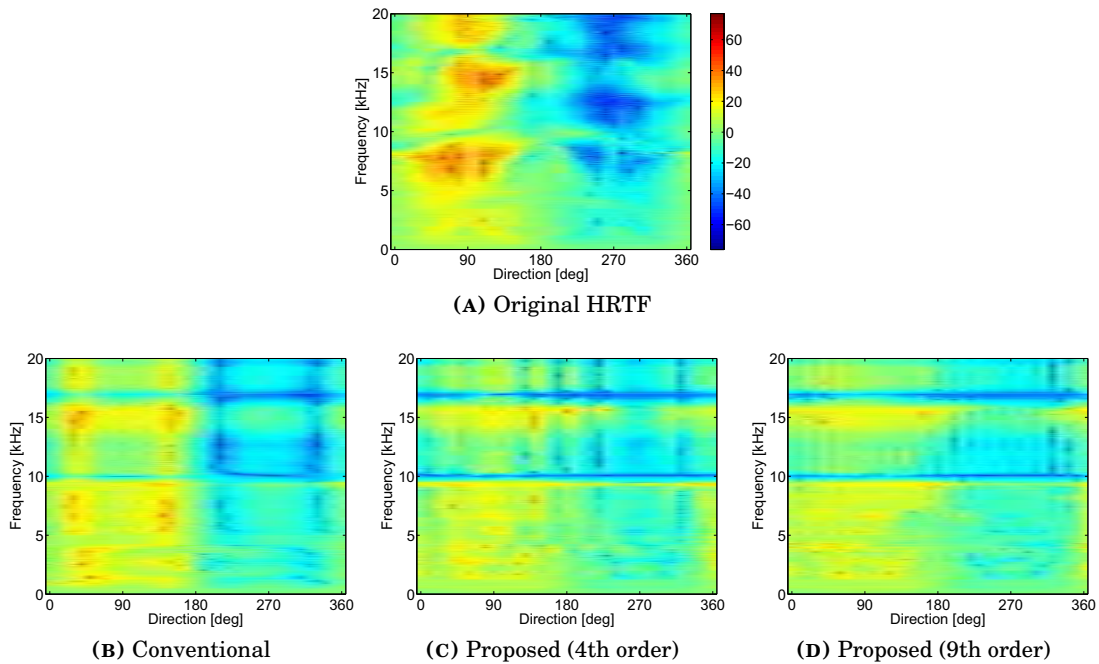 20
15
10
5
0
Frequency [kHz]
0 90 180 270 360
Direction [deg]
60
40
20
0
−20
−40
−60
(A) Original HRTF
20
15
10
5
0
Frequency [kHz]
0 90 180 270 360
Direction [deg]
(B) Conventional
20
15
10
5
0
Frequency [kHz]
0 90 180 270 360
Direction [deg]
(C) Proposed (4th order)
20
15
10
5
0
Frequency [kHz]
0 90 180 270 360
Direction [deg]
(D) Proposed (9th order)